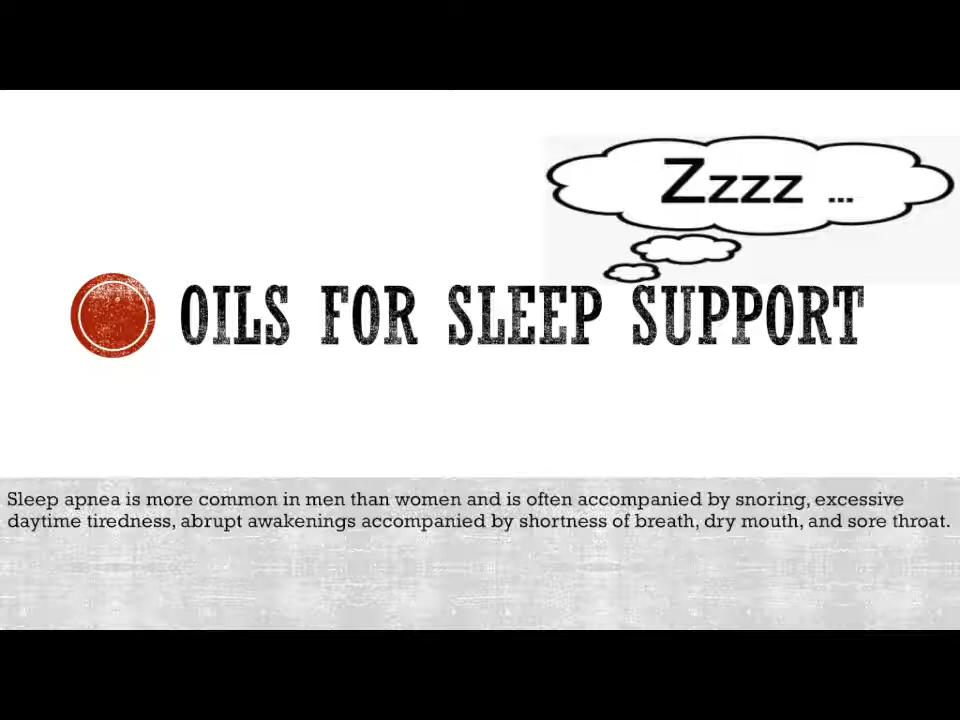 Zzzzz ...
OILS FOR SLEEP SUPPORT
Sleep apnea is more common in men than women and is often accompanied by snoring, excessive
daytime tiredness, abrupt awakenings accompanied by shortness of breath, dry mouth, and sore throat.